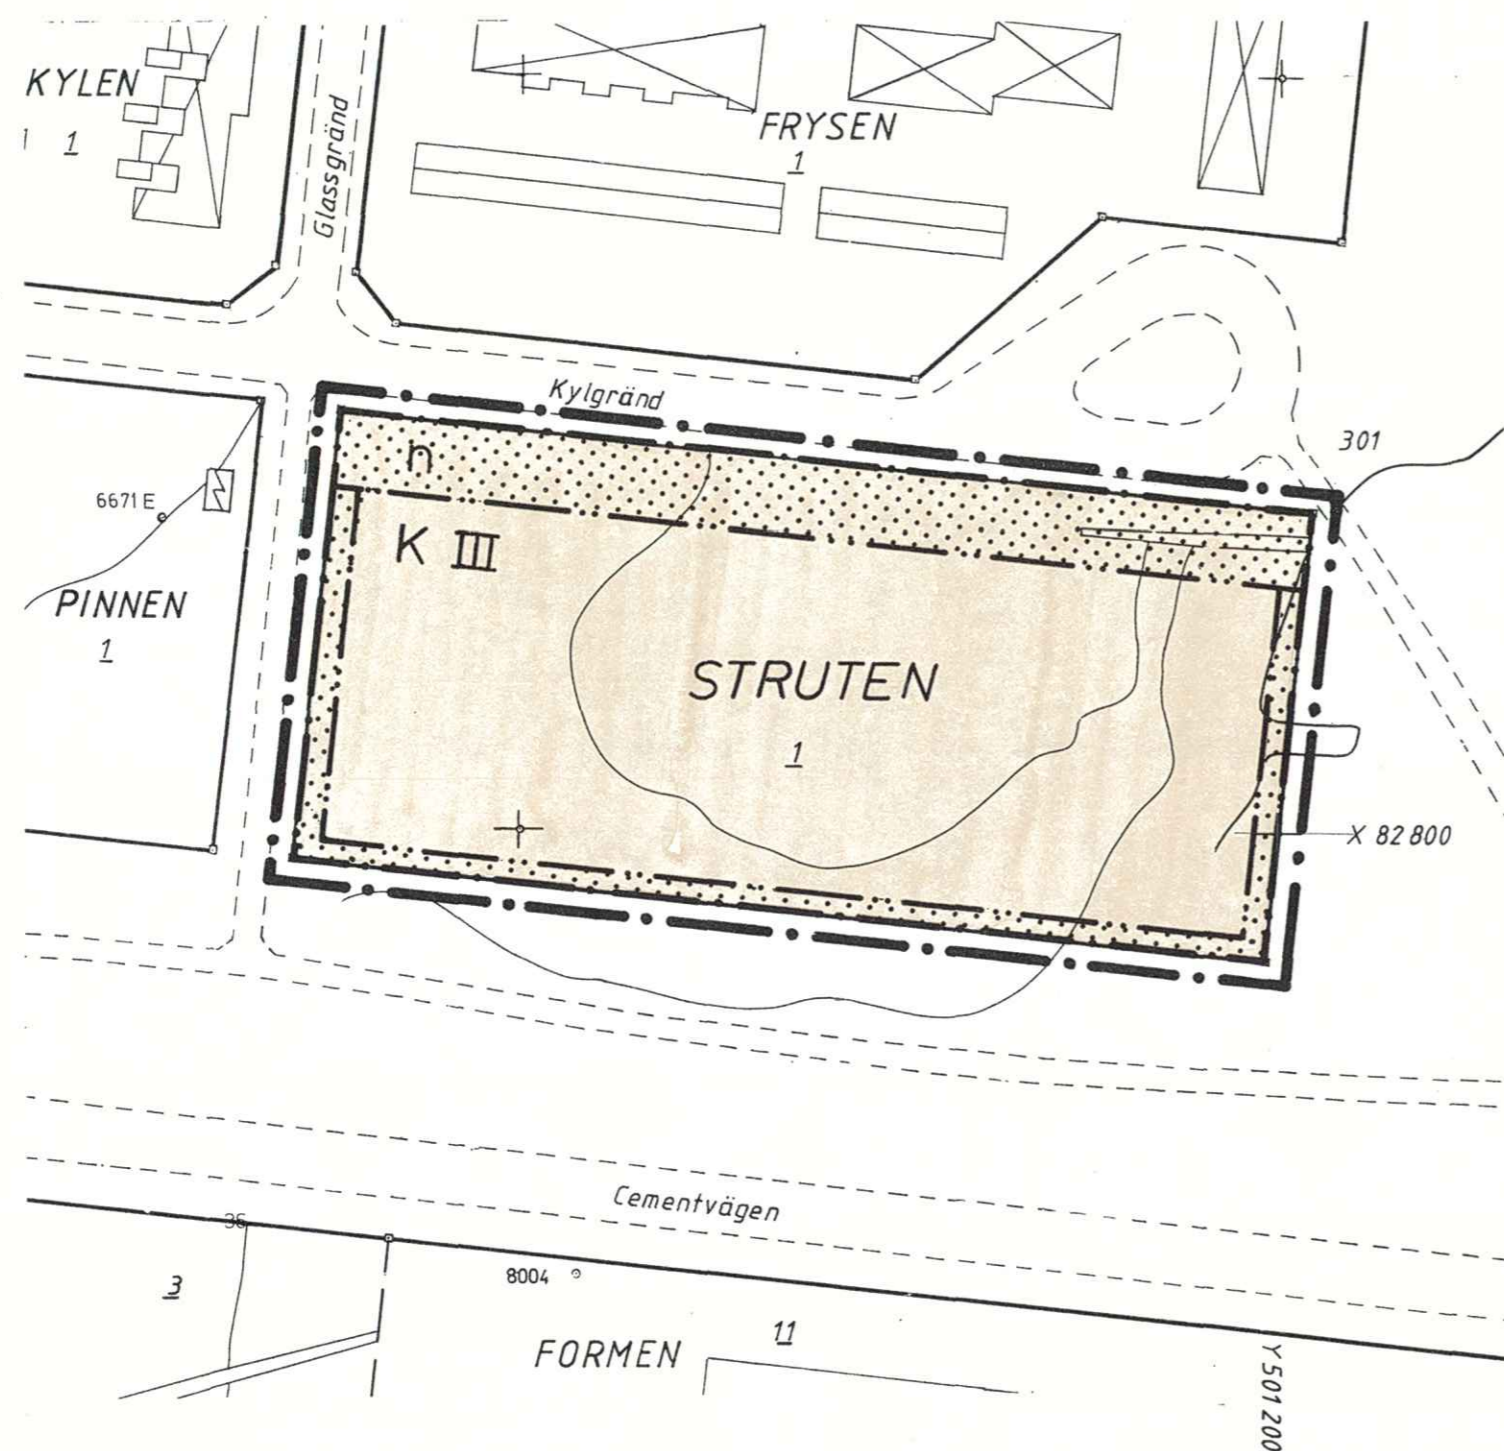 KYLEN
1
Glassgränd
FRYSEN
1
Kylgränd
301
n
6671E
K III
PINNEN
1
STRUTEN
1
X 82 800
Cementvägen
36
3
8004
11
FORMEN
Y 501 200